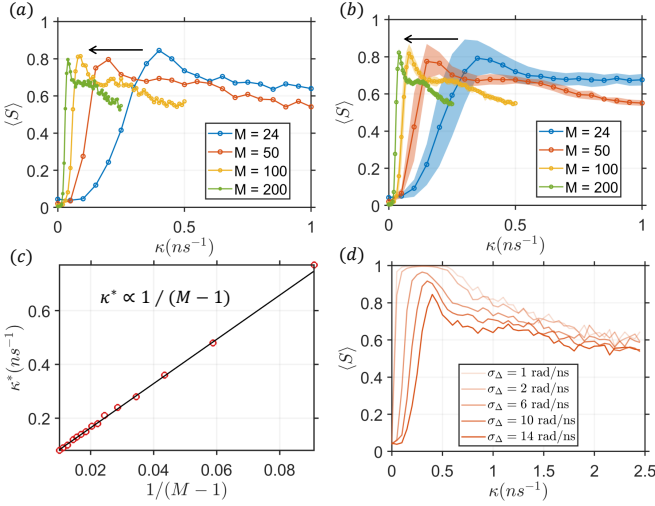 (a)
⟨S⟩
0.8
0.6
0.4
0.2
0
0
0.5
1
κ(ns⁻¹)
M = 24
M = 50
M = 100
M = 200
(b)
⟨S⟩
1
0.8
0.6
0.4
0.2
0
0
0.5
1
κ(ns⁻¹)
M = 24
M = 50
M = 100
M = 200
(c)
κ*(ns⁻¹)
0.6
0.4
0.2
κ* ∝ 1 / (M − 1)
0.02
0.04
0.06
0.08
1/(M − 1)
(d)
⟨S⟩
1
0.8
0.6
0.4
0.2
0
σ_Δ = 1 rad/ns
σ_Δ = 2 rad/ns
σ_Δ = 6 rad/ns
σ_Δ = 10 rad/ns
σ_Δ = 14 rad/ns
0
0.5
1
1.5
2
2.5
κ(ns⁻¹)